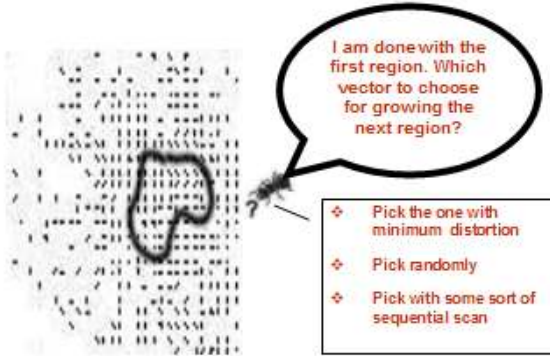 I am done with the
first region. Which
vector to choose
for growing the
next region?
❖ Pick the one with
minimum distortion
❖ Pick randomly
❖ Pick with some sort of
sequential scan